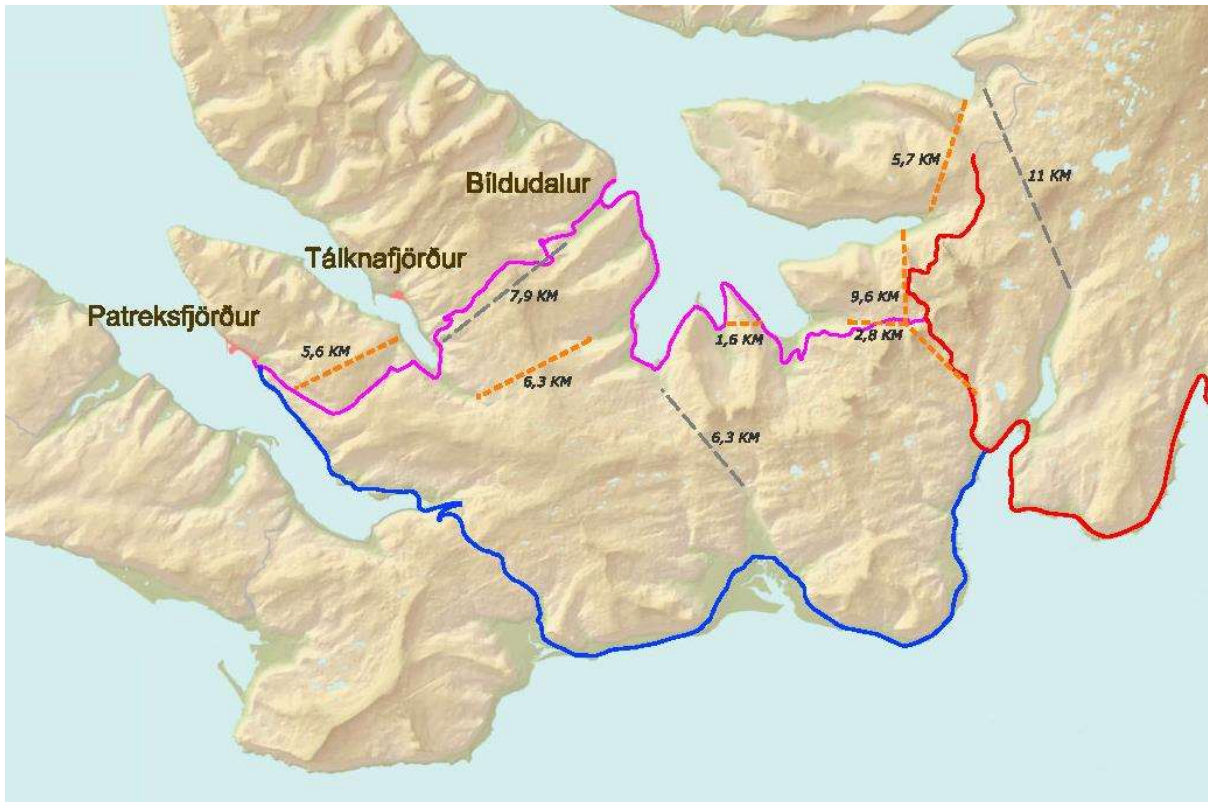 5,7 KM
11 KM
Bíldudalur
Tálknafjörður
7,9 KM
9,6 KM
Patreksfjörður
5,6 KM
1,6 KM
2,8 KM
6,3 KM
6,3 KM